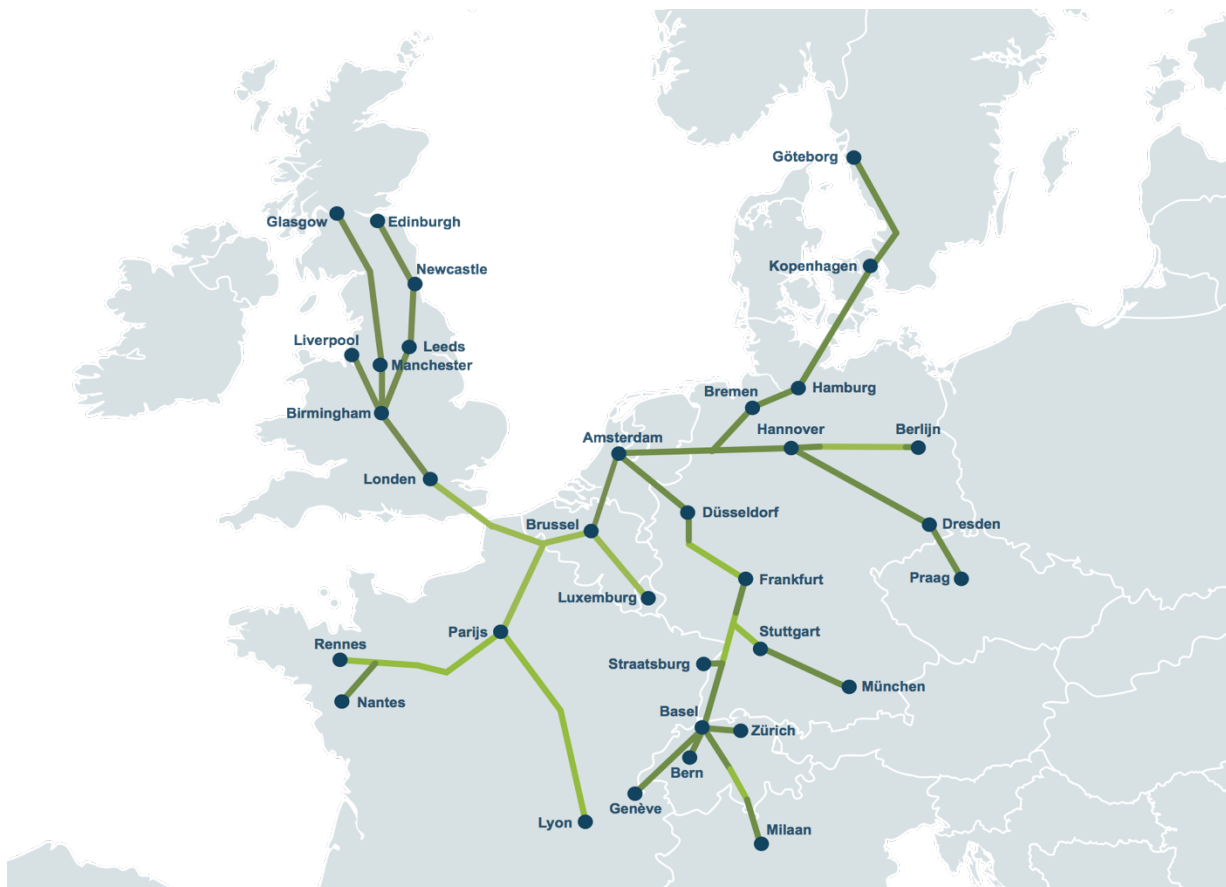 Göteborg
Glasgow
Edinburgh
Kopenhagen
Newcastle
Liverpool
Leeds
Manchester
Hamburg
Bremen
Birmingham
Hannover
Berlijn
Amsterdam
Londen
Düsseldorf
Brussel
Dresden
Frankfurt
Praag
Luxemburg
Parijs
Stuttgart
Rennes
Straatsburg
München
Nantes
Basel
Zürich
Bern
Genève
Lyon
Milaan